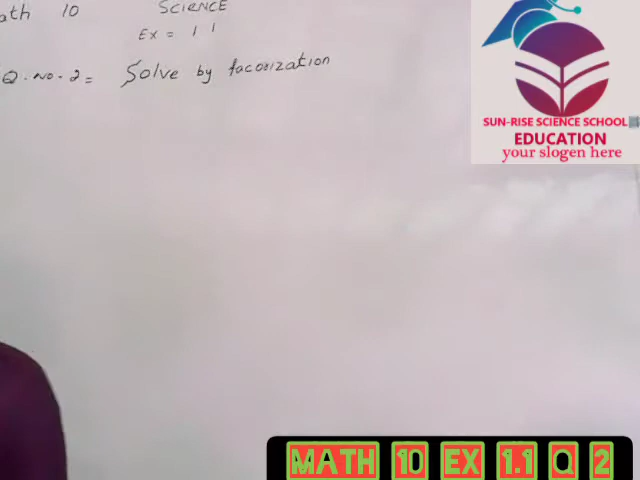 ath 10 SCIENCE
Ex = 1 1
Q. No. 2 = Solve by facorization
SUN-RISE SCIENCE SCHOOL
EDUCATION
your slogen here
MATH 10 EX 1.1 Q 2